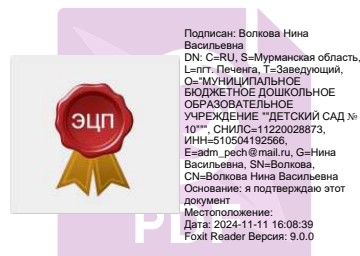 ЭЦП
Подписан: Волкова Нина
Васильевна
DN: C=RU, S=Мурманская область,
L=пгт. Печенга, T=Заведующий,
O="МУНИЦИПАЛЬНОЕ
БЮДЖЕТНОЕ ДОШКОЛЬНОЕ
ОБРАЗОВАТЕЛЬНОЕ
УЧРЕЖДЕНИЕ ""ДЕТСКИЙ САД №
10""", СНИЛС=11220028873,
ИНН=510504192566,
E=adm_pech@mail.ru, G=Нина
Васильевна, SN=Волкова,
CN=Волкова Нина Васильевна
Основание: я подтверждаю этот
документ
Местоположение:
Дата: 2024-11-11 16:08:39
Foxit Reader Версия: 9.0.0